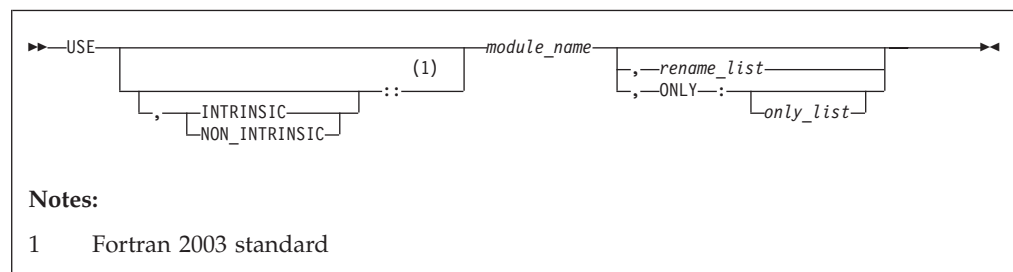 USE module_name
(1) , rename_list
:: , ONLY :
, INTRINSIC only_list
NON_INTRINSIC
Notes:
1 Fortran 2003 standard